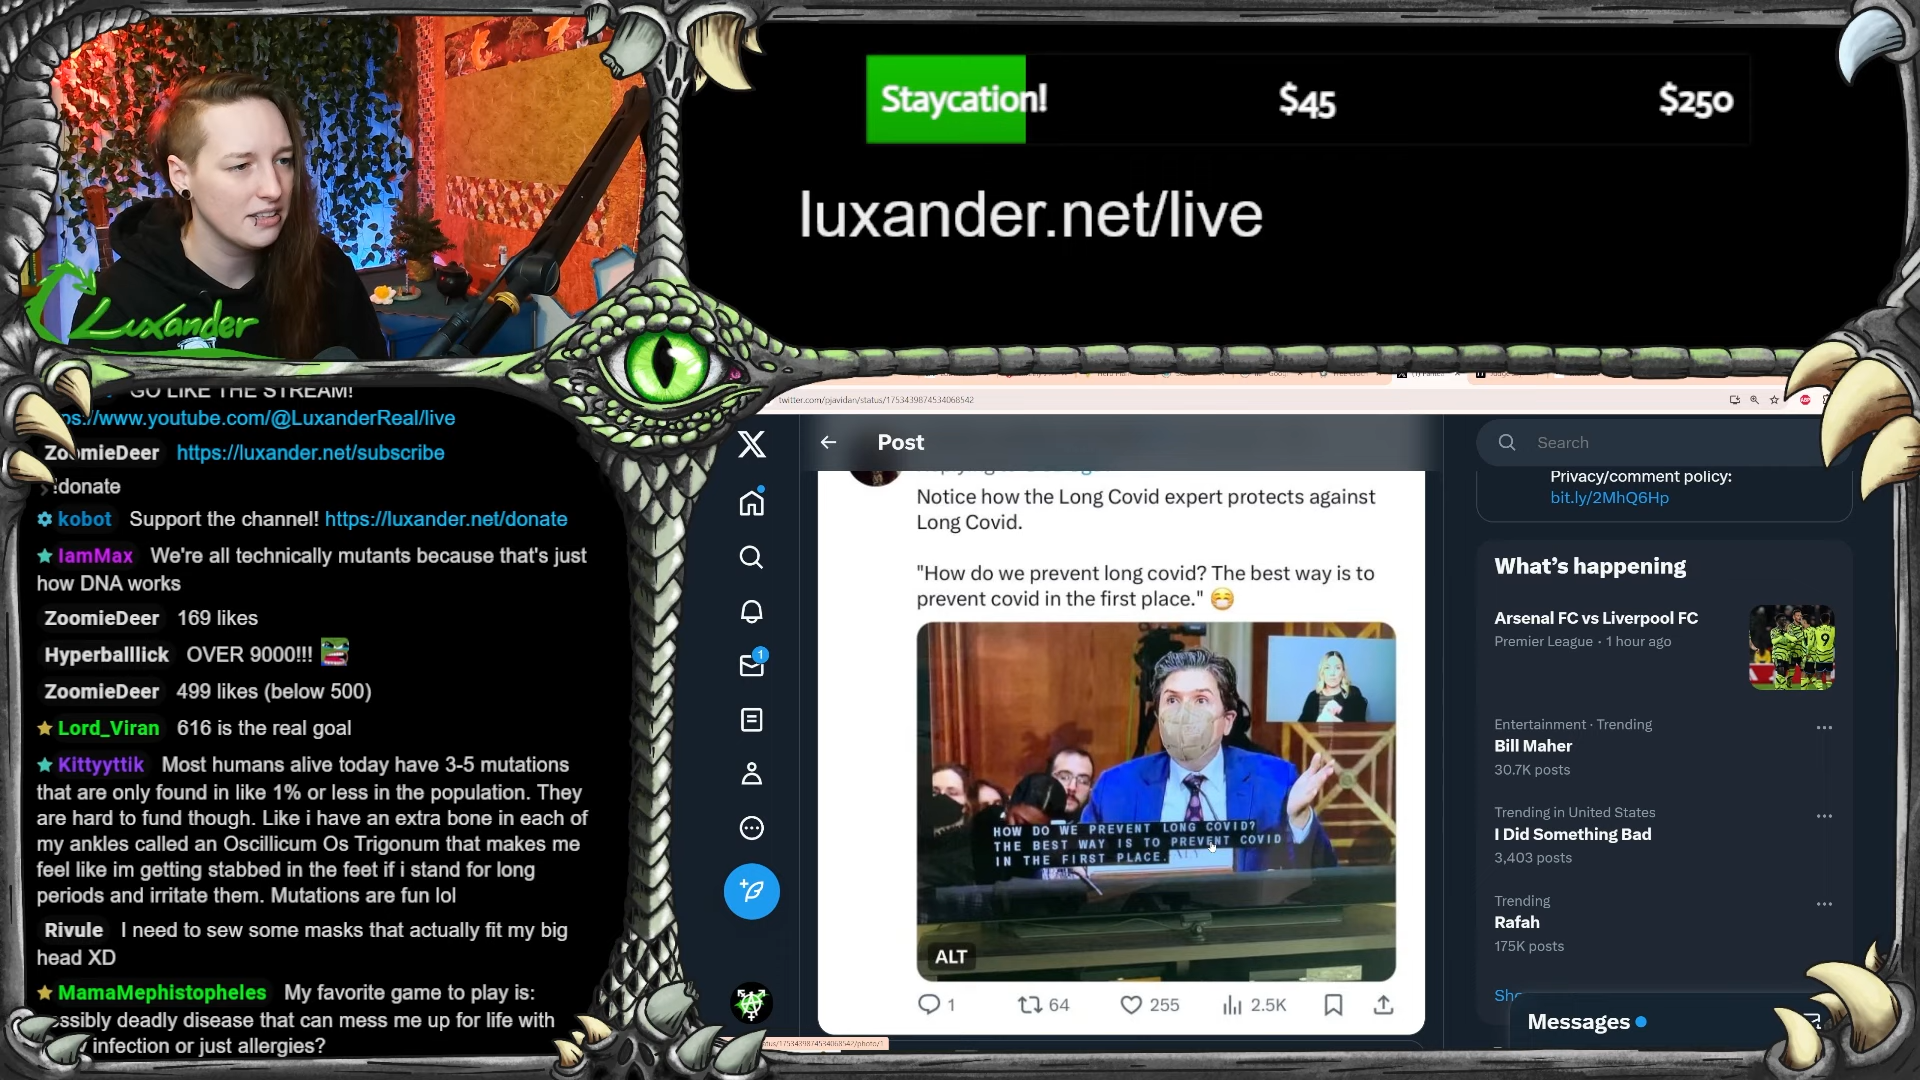 Staycation!
$45
$250
luxander.net/live
Luxander
GO LIKE THE STREAM!
ps://www.youtube.com/@LuxanderReal/live
ZoomieDeer https://luxander.net/subscribe
!donate
kobot Support the channel! https://luxander.net/donate
IamMax We're all technically mutants because that's just
how DNA works
ZoomieDeer 169 likes
Hyperballlick OVER 9000!!!
ZoomieDeer 499 likes (below 500)
Lord_Viran 616 is the real goal
Kittyyttik Most humans alive today have 3-5 mutations
that are only found in like 1% or less in the population. They
are hard to fund though. Like i have an extra bone in each of
my ankles called an Oscillicum Os Trigonum that makes me
feel like im getting stabbed in the feet if i stand for long
periods and irritate them. Mutations are fun lol
Rivule I need to sew some masks that actually fit my big
head XD
MamaMephistopheles My favorite game to play is:
ssibly deadly disease that can mess me up for life with
infection or just allergies?
twitter.com/pjavidan/status/1753439874534068542
Post
Notice how the Long Covid expert protects against
Long Covid.
"How do we prevent long covid? The best way is to
prevent covid in the first place." 😷
HOW DO WE PREVENT LONG COVID?
THE BEST WAY IS TO PREVENT COVID
IN THE FIRST PLACE.
ALT
1
64
255
2.5K
1
Search
Privacy/comment policy:
bit.ly/2MhQ6Hp
What's happening
Arsenal FC vs Liverpool FC
Premier League · 1 hour ago
Entertainment · Trending
Bill Maher
30.7K posts
Trending in United States
I Did Something Bad
3,403 posts
Trending
Rafah
175K posts
Messages